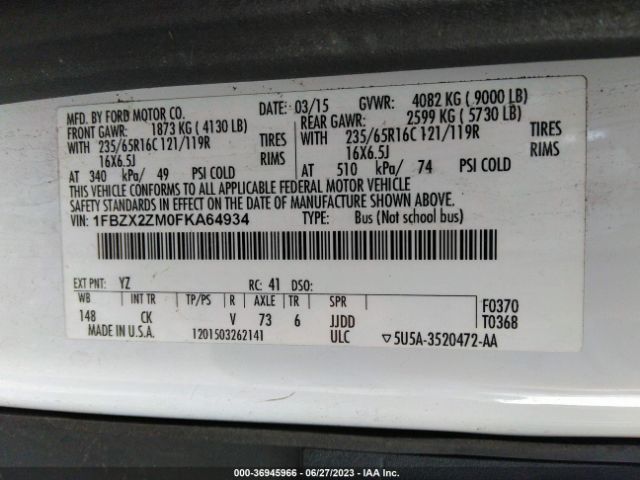 MFD. BY FORD MOTOR CO. DATE: 03/15 GVWR: 4082 KG ( 9000 LB)
FRONT GAWR: 1873 KG ( 4130 LB) REAR GAWR: 2599 KG ( 5730 LB)
WITH 235/65R16C 121/119R TIRES WITH 235/65R16C 121/119R TIRES
16X6.5J RIMS 16X6.5J RIMS
AT 340 kPa/ 49 PSI COLD AT 510 kPa/ 74 PSI COLD
THIS VEHICLE CONFORMS TO ALL APPLICABLE FEDERAL MOTOR VEHICLE
SAFETY STANDARDS IN EFFECT ON THE DATE OF MANUFACTURE SHOWN ABOVE.
VIN: 1FBZX2ZM0FKA64934 TYPE: Bus (Not school bus)
EXT PNT: YZ RC: 41 DSO:
WB INT TR TP/PS R AXLE TR SPR F0370
148 CK V 73 6 JJDD T0368
MADE IN U.S.A. 1201503262141 ULC ▽5U5A-3520472-AA
000-36945966 - 06/27/2023 - IAA Inc.